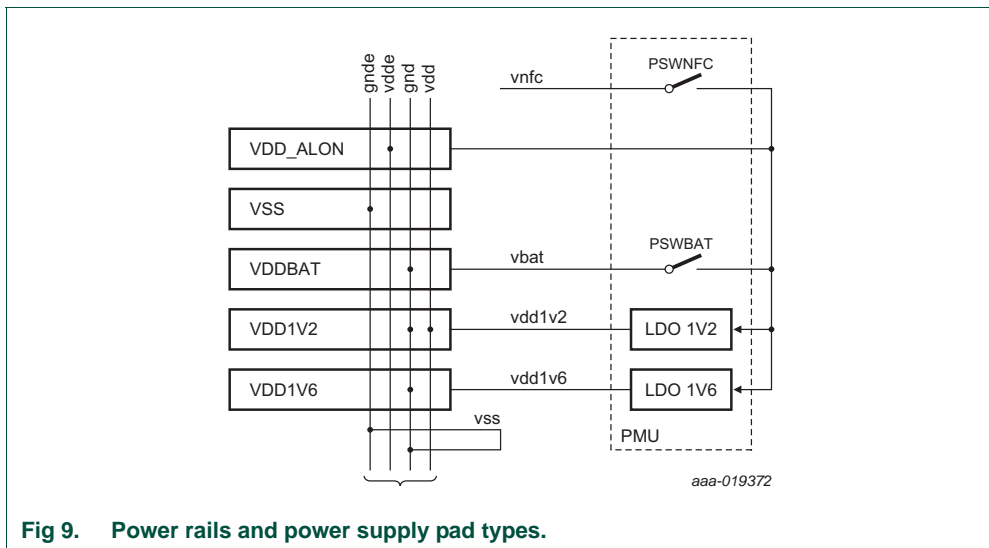 gnde
vdde
gnd
vdd
PSWNFC
vnfc
VDD_ALON
VSS
PSWBAT
VDDBAT
vbat
VDD1V2
vdd1v2
LDO 1V2
VDD1V6
vdd1v6
LDO 1V6
vss
PMU
aaa-019372
Fig 9. Power rails and power supply pad types.